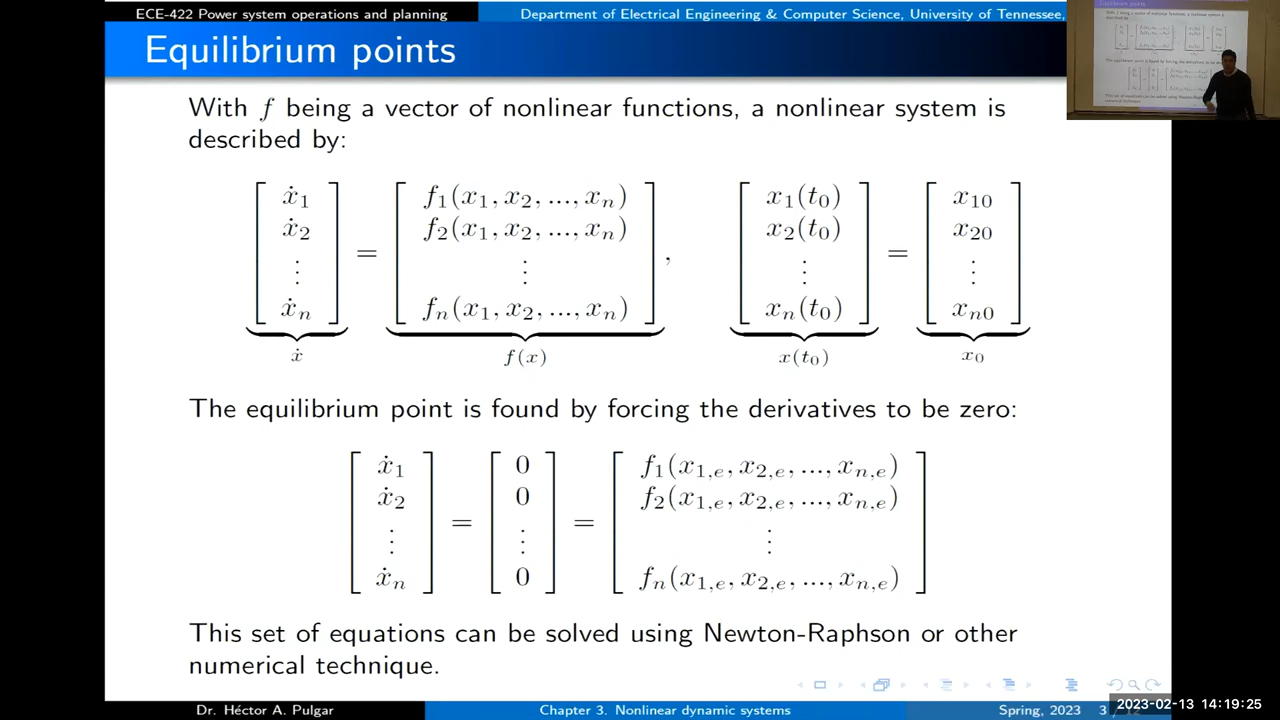 ECE-422 Power system operations and planning
Department of Electrical Engineering & Computer Science, University of Tennessee,
Equilibrium points
With f being a vector of nonlinear functions, a nonlinear system is
described by:
[ẋ₁ ẋ₂ ⋮ ẋₙ] = [f₁(x₁, x₂, ..., xₙ) f₂(x₁, x₂, ..., xₙ) ⋮ fₙ(x₁, x₂, ..., xₙ)], [x₁(t₀) x₂(t₀) ⋮ xₙ(t₀)] = [x₁₀ x₂₀ ⋮ xₙ₀]
ẋ f(x) x(t₀) x₀
The equilibrium point is found by forcing the derivatives to be zero:
[ẋ₁ ẋ₂ ⋮ ẋₙ] = [0 0 ⋮ 0] = [f₁(x₁,ₑ, x₂,ₑ, ..., xₙ,ₑ) f₂(x₁,ₑ, x₂,ₑ, ..., xₙ,ₑ) ⋮ fₙ(x₁,ₑ, x₂,ₑ, ..., xₙ,ₑ)]
This set of equations can be solved using Newton-Raphson or other
numerical technique.
Dr. Héctor A. Pulgar
Chapter 3. Nonlinear dynamic systems
Spring, 2023 3
2023-02-13 14:19:25